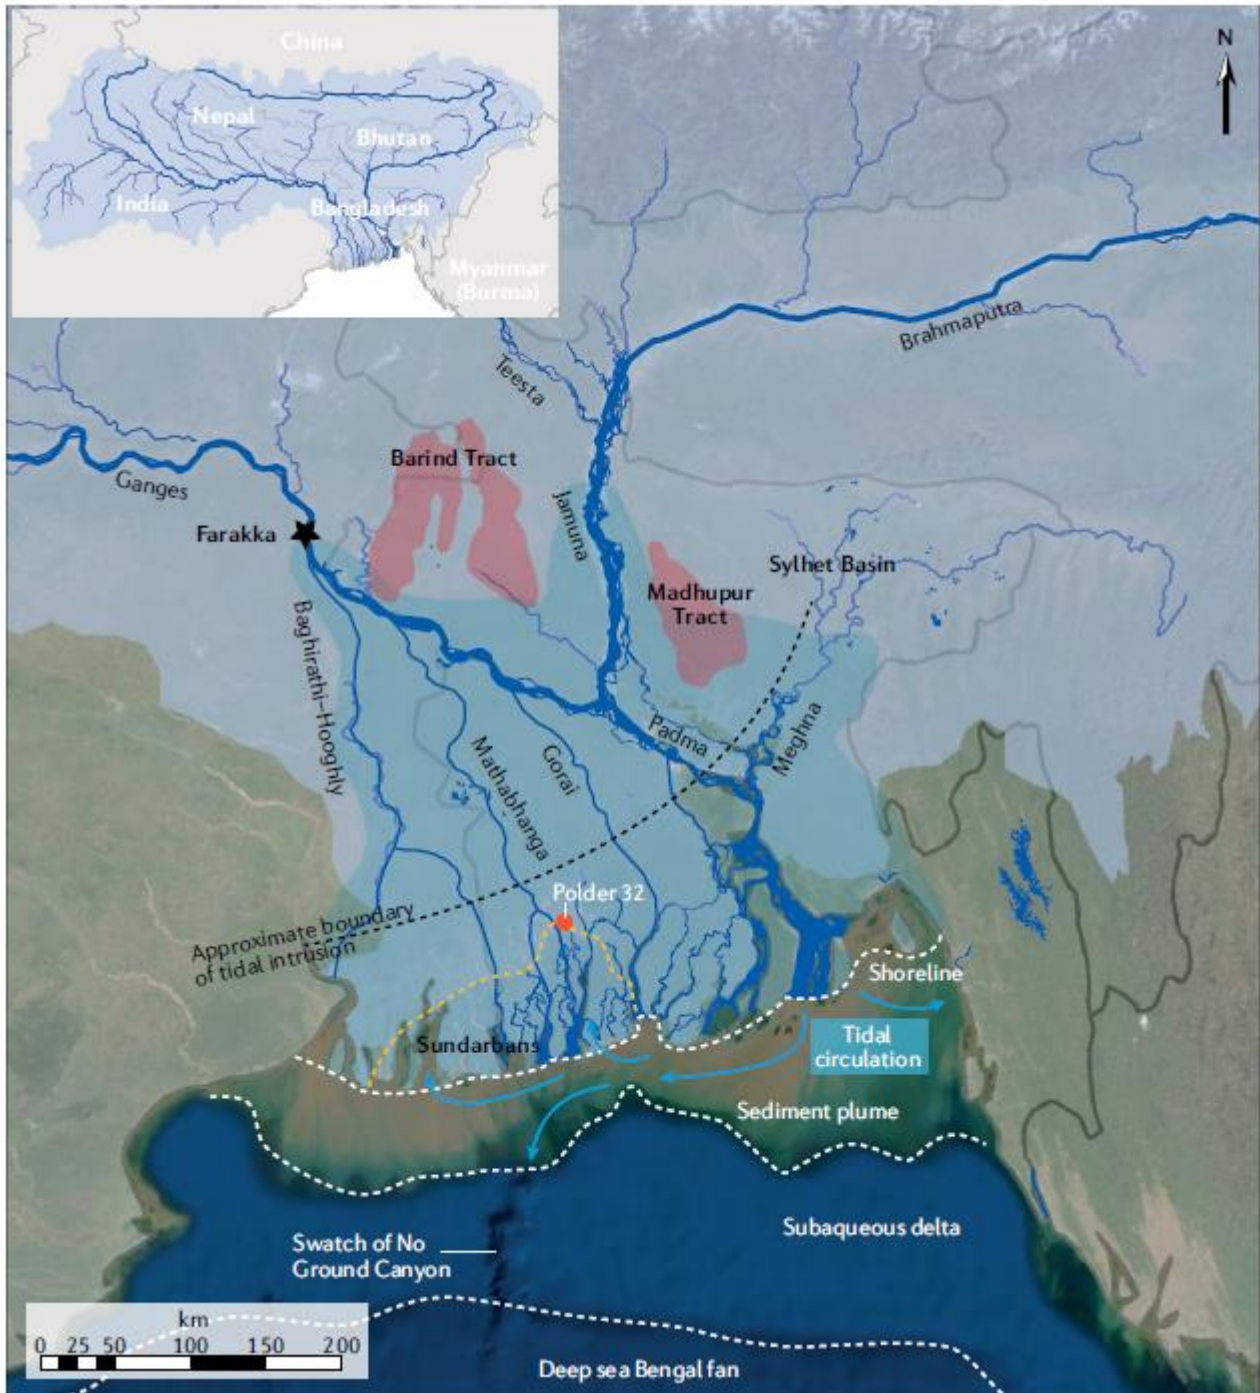 China
Nepal
Bhutan
India
Bangladesh
Myanmar
(Burma)
N
Brahmaputra
Teesta
Barind Tract
Ganges
Jamuna
Farakka
Sylhet Basin
Madhupur
Tract
Baghirathi–Hooghly
Padma
Meghna
Gorai
Mathabhanga
Polder 32
Approximate boundary
of tidal intrusion
Shoreline
Sundarbans
Tidal
circulation
Sediment plume
Subaqueous delta
Swatch of No
Ground Canyon
km
0 25 50 100 150 200
Deep sea Bengal fan